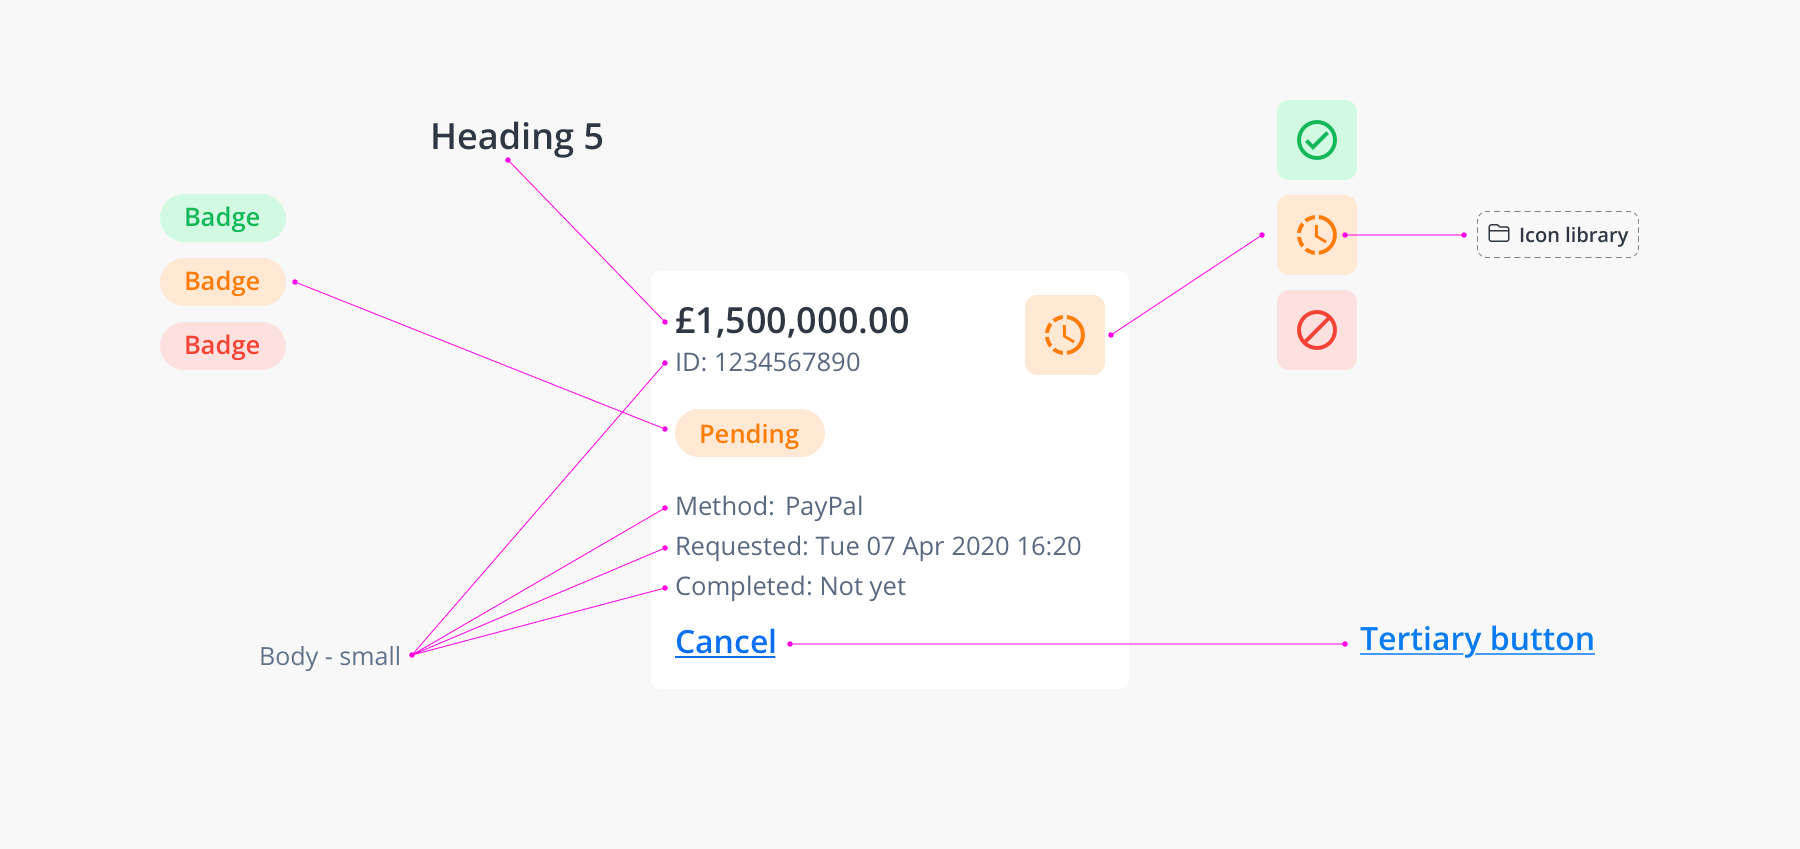 Heading 5
Badge
Badge
Badge
Icon library
£1,500,000.00
ID: 1234567890
Pending
Method: PayPal
Requested: Tue 07 Apr 2020 16:20
Completed: Not yet
Cancel
Body - small
Tertiary button